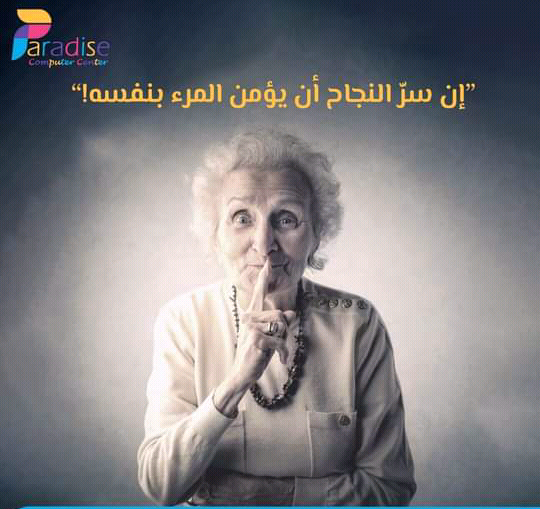 Paradise
Computer Center
”إن سرّ النجاح أن يؤمن المرء بنفسه!“